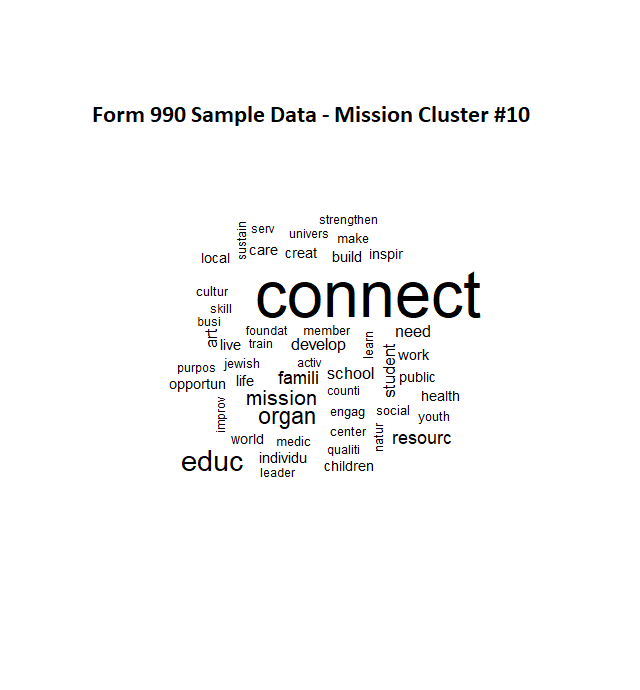 Form 990 Sample Data - Mission Cluster #10
strengthen
sustain serv univers make
local care creat build inspir
cultur connect
skill
busi
art foundat member need
live train develop learn
purpos jewish activ student work
opportun life famili school public
mission counti health
improv organ engag social youth
world medic center natur resourc
educ individu qualiti
leader children